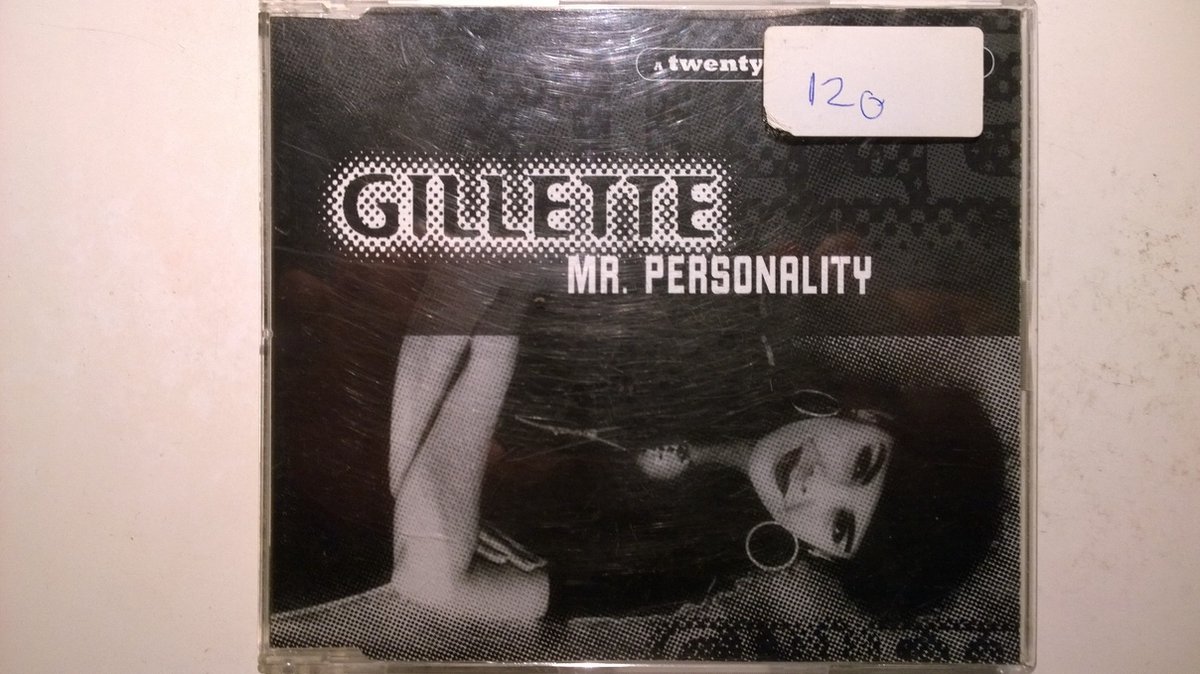 A twenty
120
GILLETTE
MR. PERSONALITY